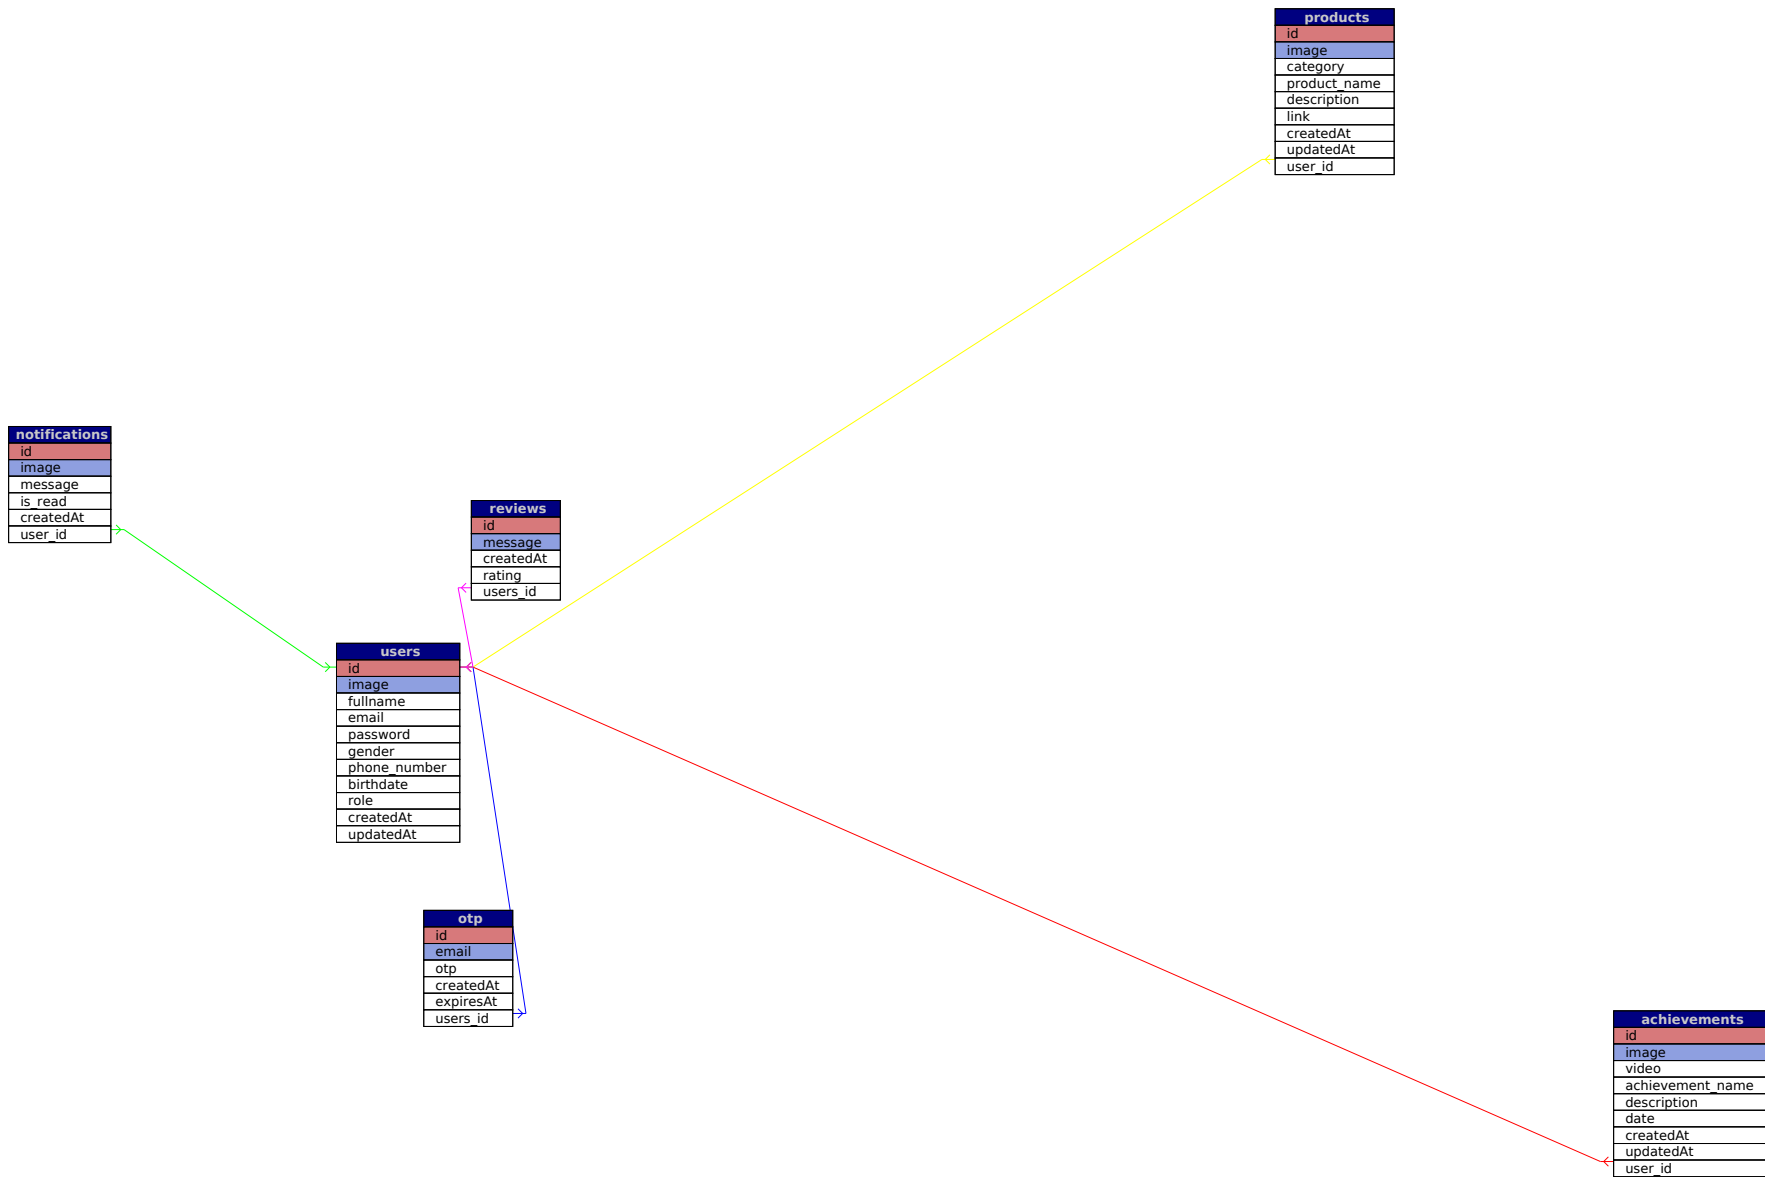 products
id
image
category
product_name
description
link
createdAt
updatedAt
user_id
notifications
id
image
message
is_read
createdAt
user_id
reviews
id
message
createdAt
rating
users_id
users
id
image
fullname
email
password
gender
phone_number
birthdate
role
createdAt
updatedAt
otp
id
email
otp
createdAt
expiresAt
users_id
achievements
id
image
video
achievement_name
description
date
createdAt
updatedAt
user_id